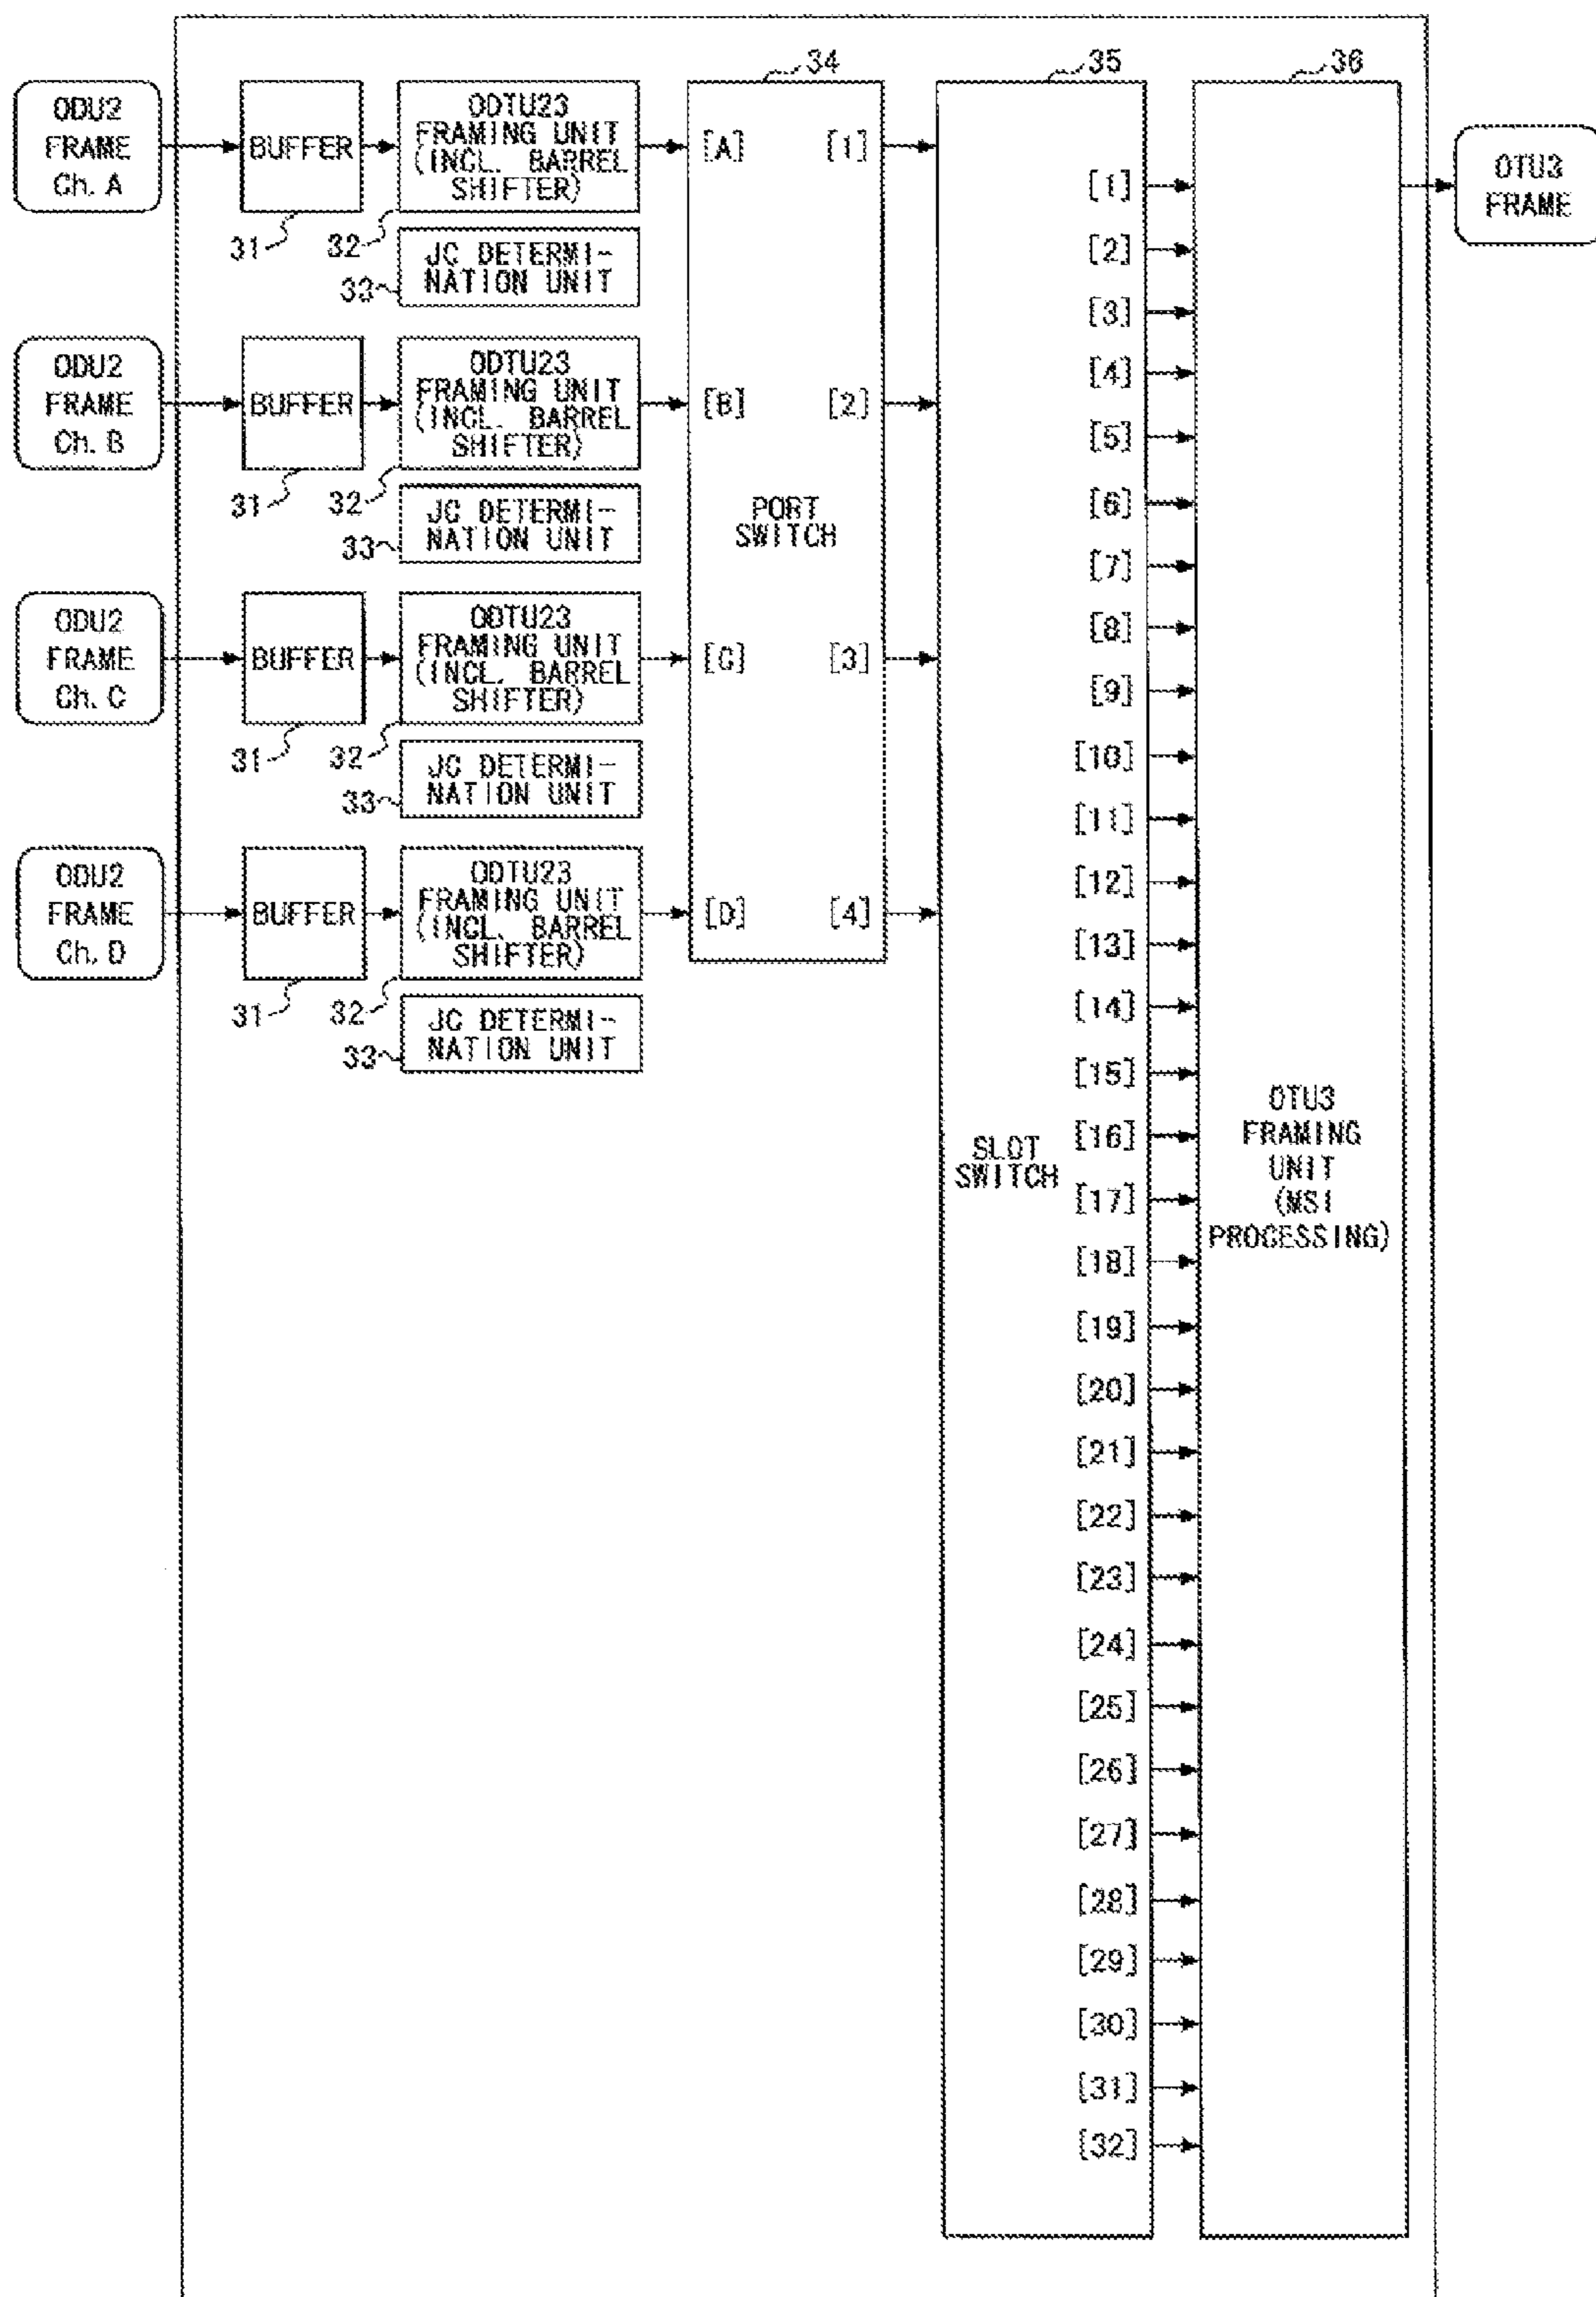 34
35
36
ODU2
FRAME
Ch. A
BUFFER
ODTU23
FRAMING UNIT
(INCL. BARREL
SHIFTER)
[A]
[1]
31
32
JC DETERMI-
NATION UNIT
33
ODU2
FRAME
Ch. B
BUFFER
ODTU23
FRAMING UNIT
(INCL. BARREL
SHIFTER)
[B]
[2]
31
32
JC DETERMI-
NATION UNIT
33
PORT
SWITCH
ODU2
FRAME
Ch. C
BUFFER
ODTU23
FRAMING UNIT
(INCL. BARREL
SHIFTER)
[C]
[3]
31
32
JC DETERMI-
NATION UNIT
33
ODU2
FRAME
Ch. D
BUFFER
ODTU23
FRAMING UNIT
(INCL. BARREL
SHIFTER)
[D]
[4]
31
32
JC DETERMI-
NATION UNIT
33
SLOT
SWITCH
[1]
[2]
[3]
[4]
[5]
[6]
[7]
[8]
[9]
[10]
[11]
[12]
[13]
[14]
[15]
[16]
[17]
[18]
[19]
[20]
[21]
[22]
[23]
[24]
[25]
[26]
[27]
[28]
[29]
[30]
[31]
[32]
OTU3
FRAMING
UNIT
(MSI
PROCESSING)
OTU3
FRAME